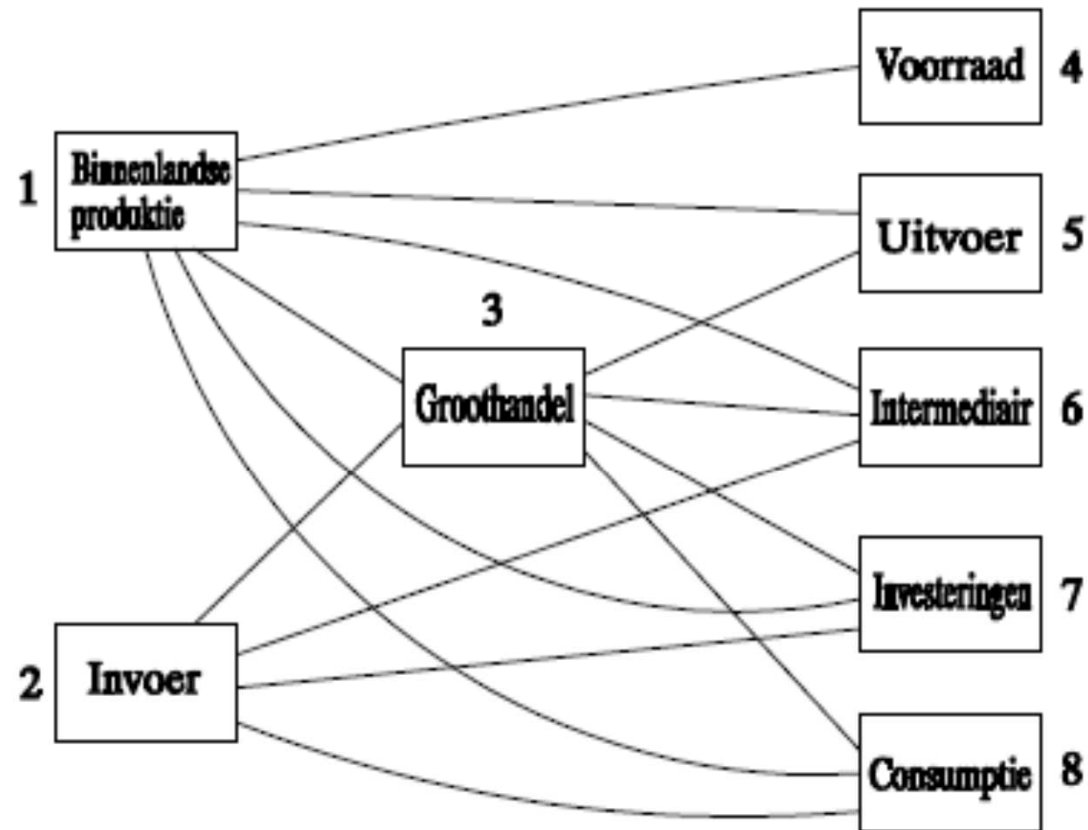 Voorraad 4
1 Binnenlandse
produktie
Uitvoer 5
3
Groothandel
Intermediair 6
Investeringen 7
2 Invoer
Consumptie 8